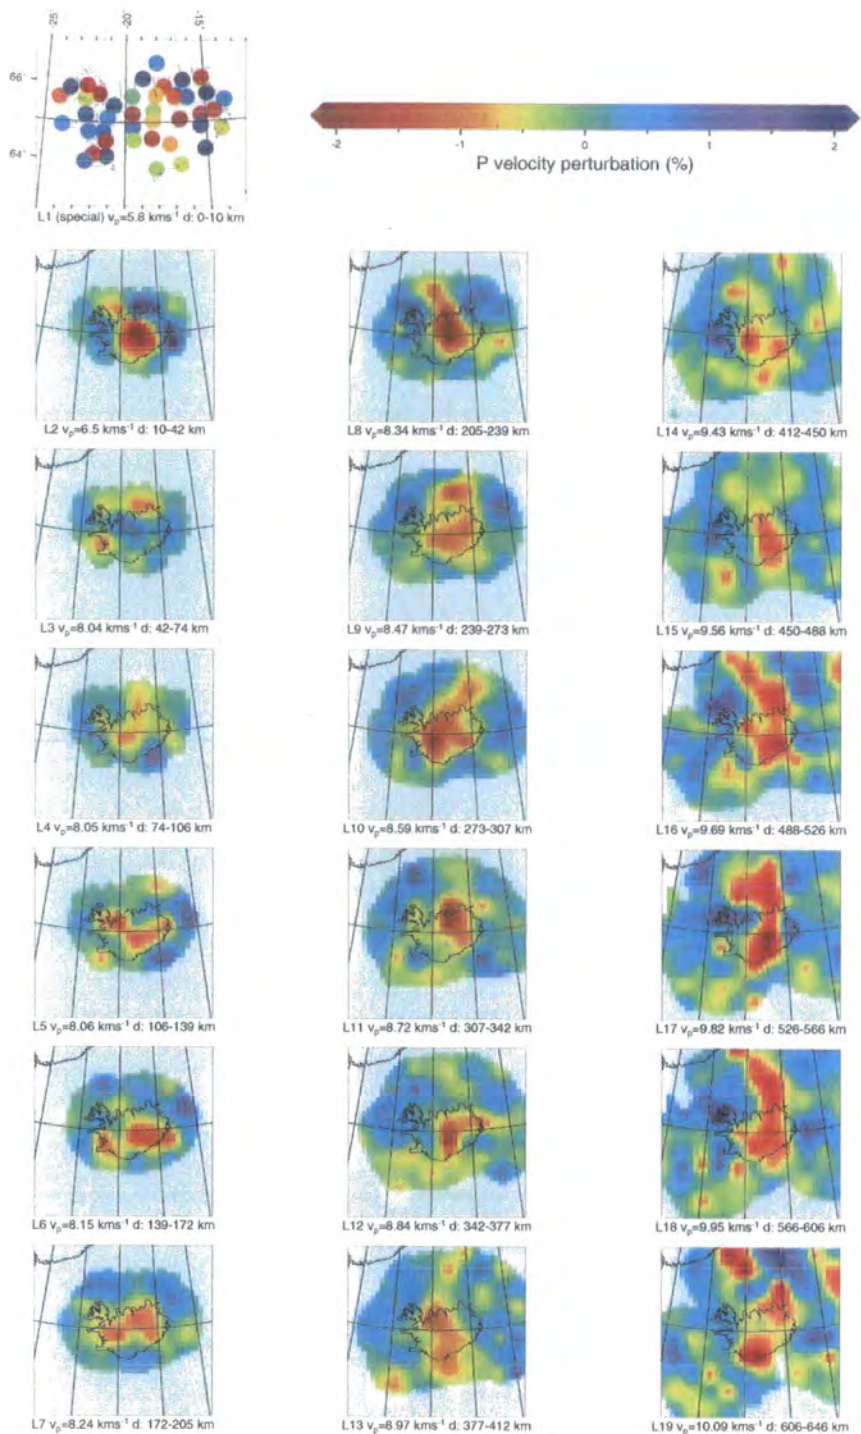 -25˚ -20˚ -15˚
66˚
64˚
L1 (special) vp=5.8 kms⁻¹ d: 0-10 km
-2 -1 0 1 2
P velocity perturbation (%)
L2 vp=6.5 kms⁻¹ d: 10-42 km
L8 vp=8.34 kms⁻¹ d: 205-239 km
L14 vp=9.43 kms⁻¹ d: 412-450 km
L3 vp=8.04 kms⁻¹ d: 42-74 km
L9 vp=8.47 kms⁻¹ d: 239-273 km
L15 vp=9.56 kms⁻¹ d: 450-488 km
L4 vp=8.05 kms⁻¹ d: 74-106 km
L10 vp=8.59 kms⁻¹ d: 273-307 km
L16 vp=9.69 kms⁻¹ d: 488-526 km
L5 vp=8.06 kms⁻¹ d: 106-139 km
L11 vp=8.72 kms⁻¹ d: 307-342 km
L17 vp=9.82 kms⁻¹ d: 526-566 km
L6 vp=8.15 kms⁻¹ d: 139-172 km
L12 vp=8.84 kms⁻¹ d: 342-377 km
L18 vp=9.95 kms⁻¹ d: 566-606 km
L7 vp=8.24 kms⁻¹ d: 172-205 km
L13 vp=8.97 kms⁻¹ d: 377-412 km
L19 vp=10.09 kms⁻¹ d: 606-646 km